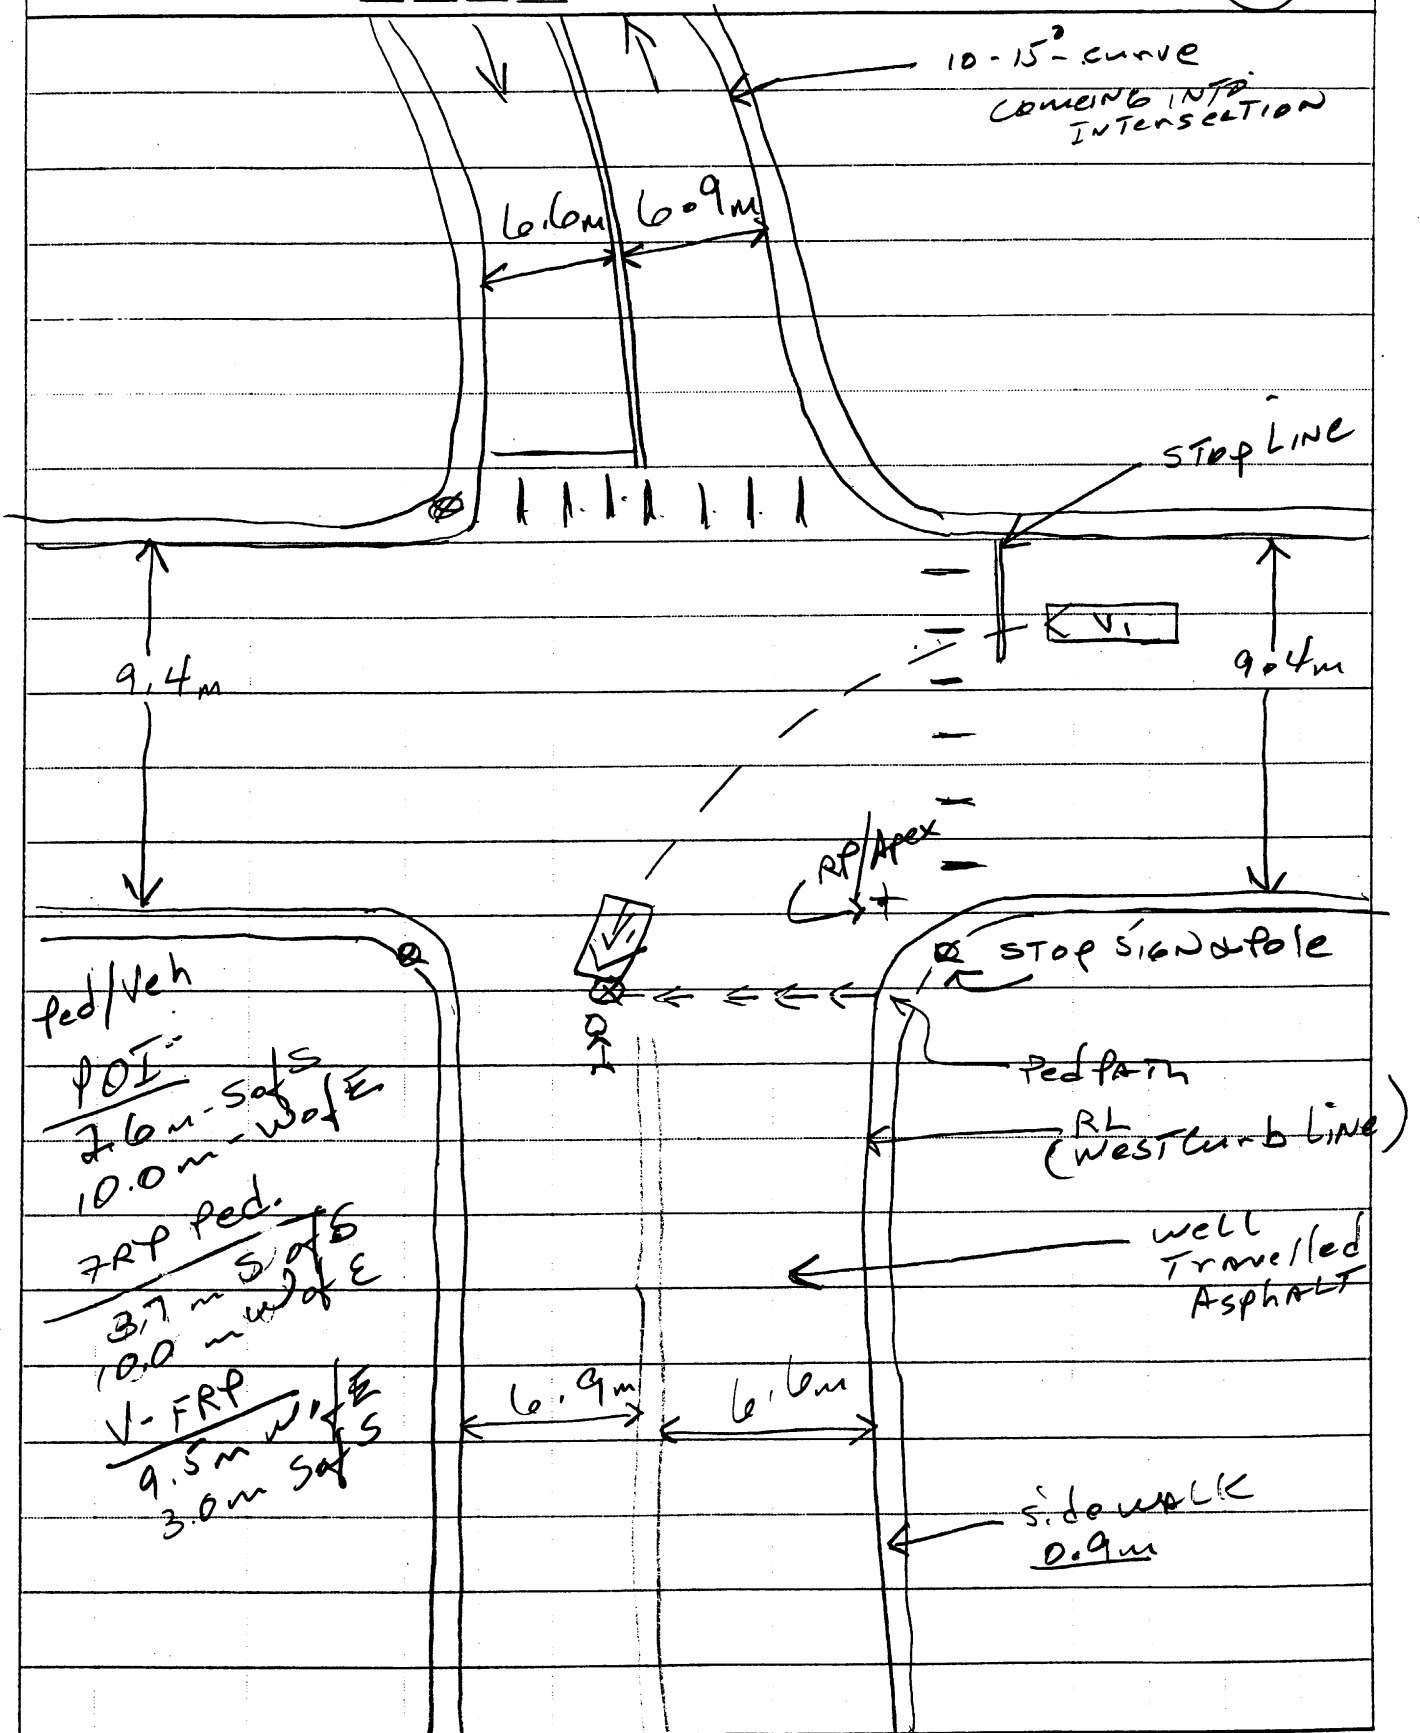 10-15° curve
COMEING INTO
INTersecTION
6.6m
6.9m
STOP LINE
V1
9.4m
9.4m
RP/Apex
STOP SIGN & Pole
Ped/Veh
POI
2.6m - S of S
10.0m - W of E
Ped PATH
RL
(WEST Curb LINE)
FRP Ped.
3.7 m S of S
10.0 m W of E
well
Travelled
AsphALT
V-FRP
9.5m W of E
3.0m S of S
6.9m
6.6m
sidewALK
0.9m